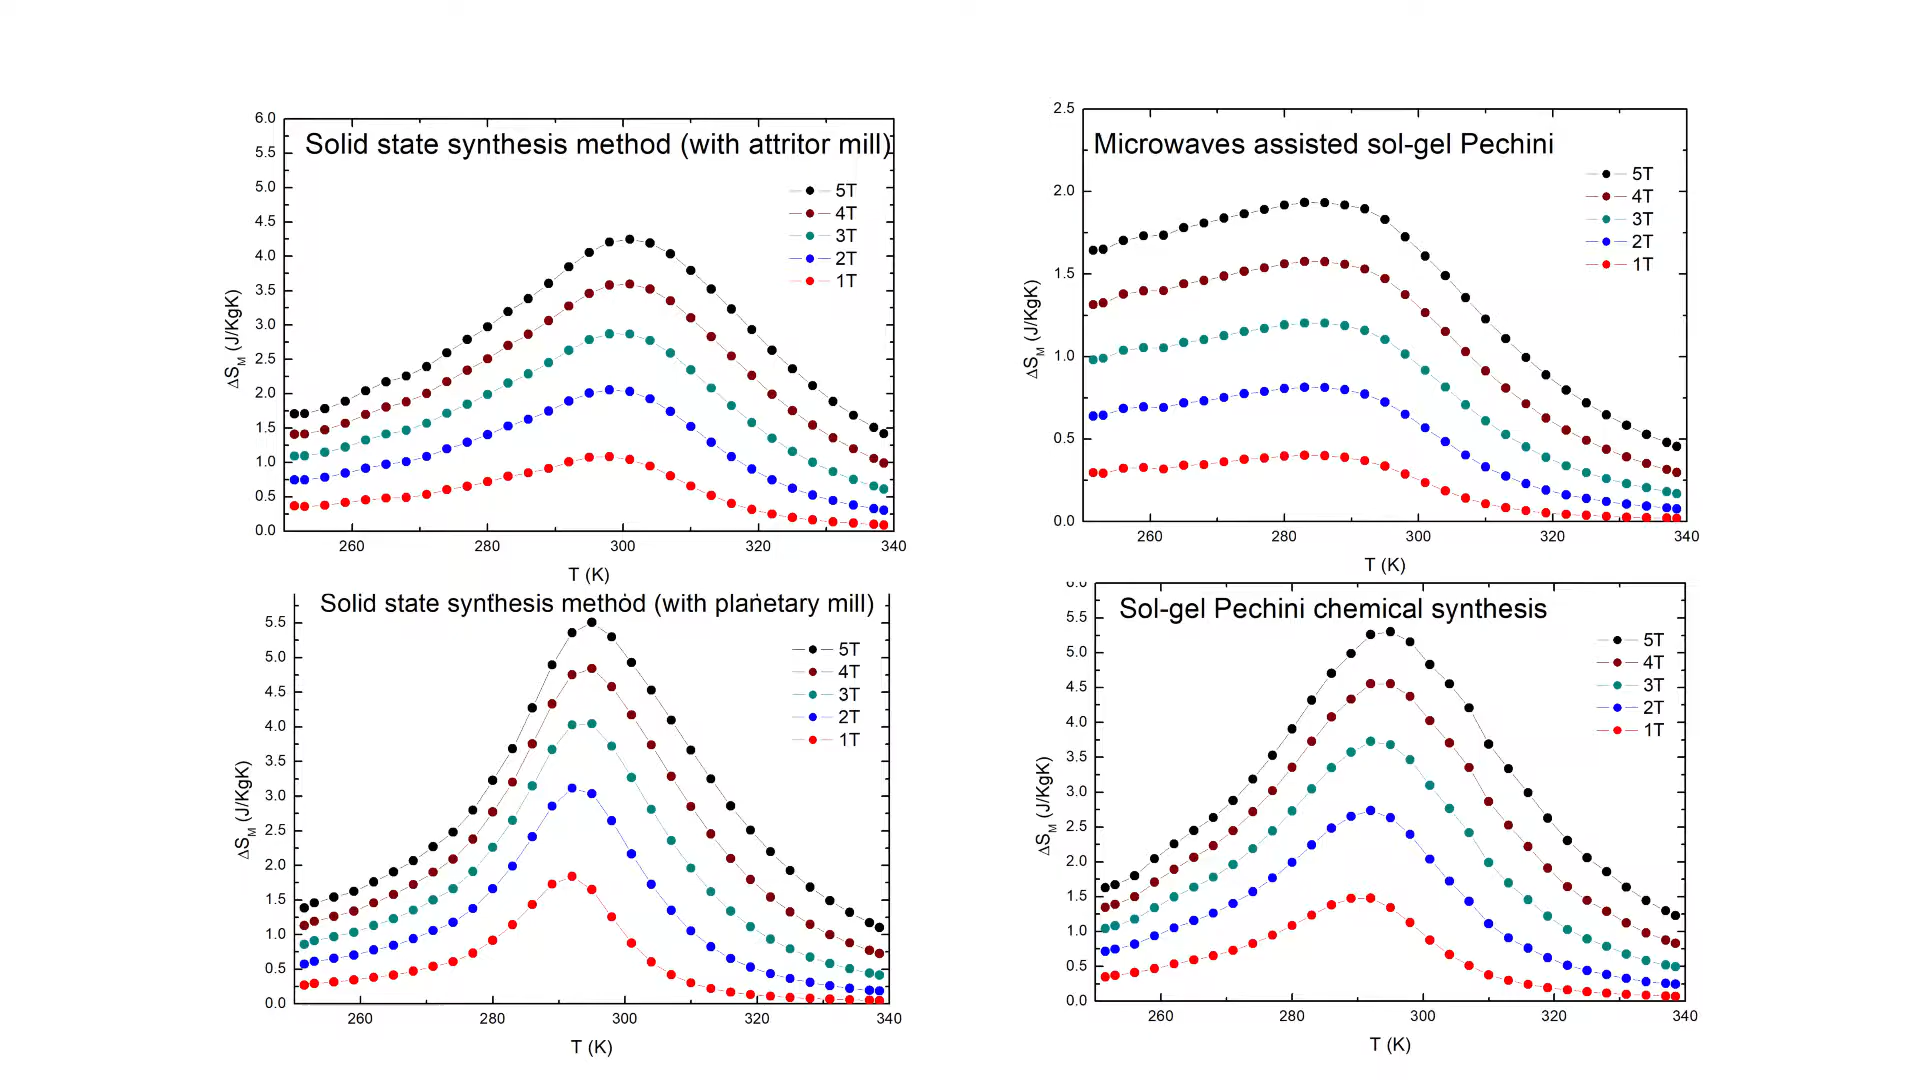 Solid state synthesis method (with attritor mill)
6.0
5.5
5.0
4.5
4.0
3.5
3.0
2.5
2.0
1.5
1.0
0.5
0.0
ΔS_M (J/KgK)
5T
4T
3T
2T
1T
260 280 300 320 340
T (K)
Microwaves assisted sol-gel Pechini
2.5
2.0
1.5
1.0
0.5
0.0
ΔS_M (J/KgK)
5T
4T
3T
2T
1T
260 280 300 320 340
T (K)
Solid state synthesis method (with planetary mill)
5.5
5.0
4.5
4.0
3.5
3.0
2.5
2.0
1.5
1.0
0.5
0.0
ΔS_M (J/KgK)
5T
4T
3T
2T
1T
260 280 300 320 340
T (K)
Sol-gel Pechini chemical synthesis
6.0
5.5
5.0
4.5
4.0
3.5
3.0
2.5
2.0
1.5
1.0
0.5
0.0
ΔS_M (J/KgK)
5T
4T
3T
2T
1T
260 280 300 320 340
T (K)